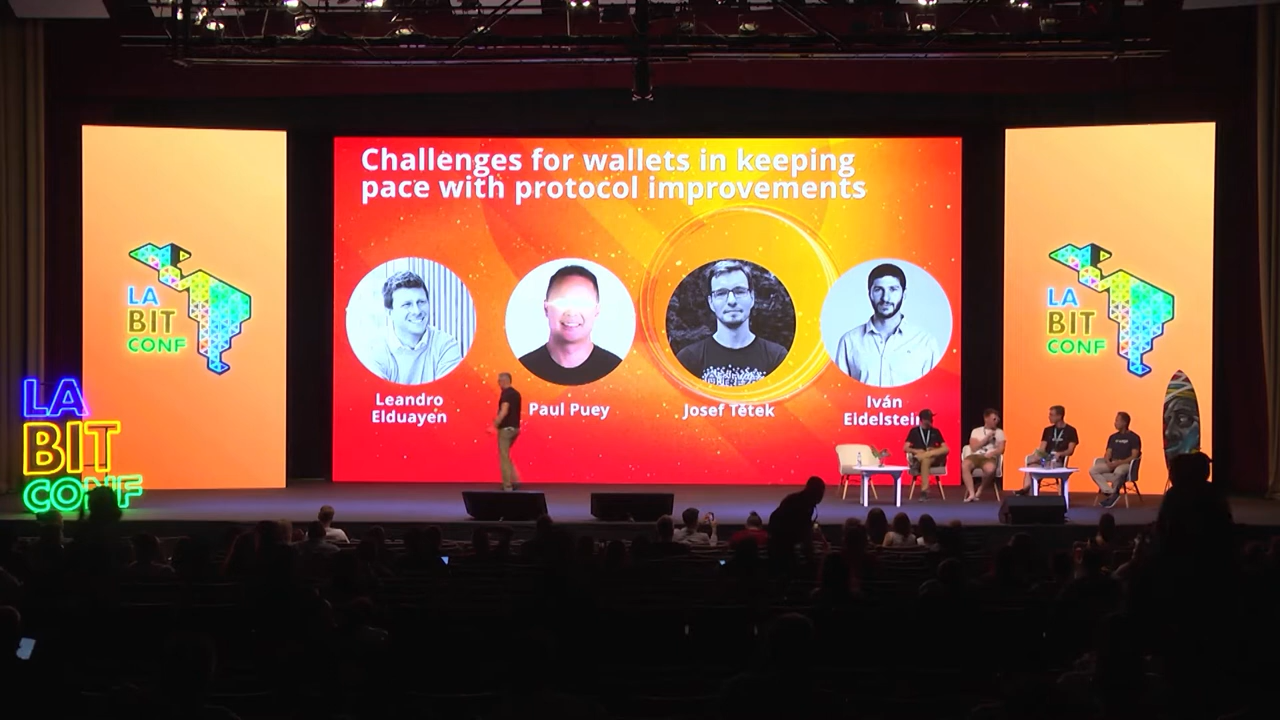 Challenges for wallets in keeping
pace with protocol improvements
LA
BIT
CONF
Leandro
Elduayen
Paul Puey
Josef Tětek
Iván
Eidelstein
LA
BIT
CONF
LA
BIT
CONF